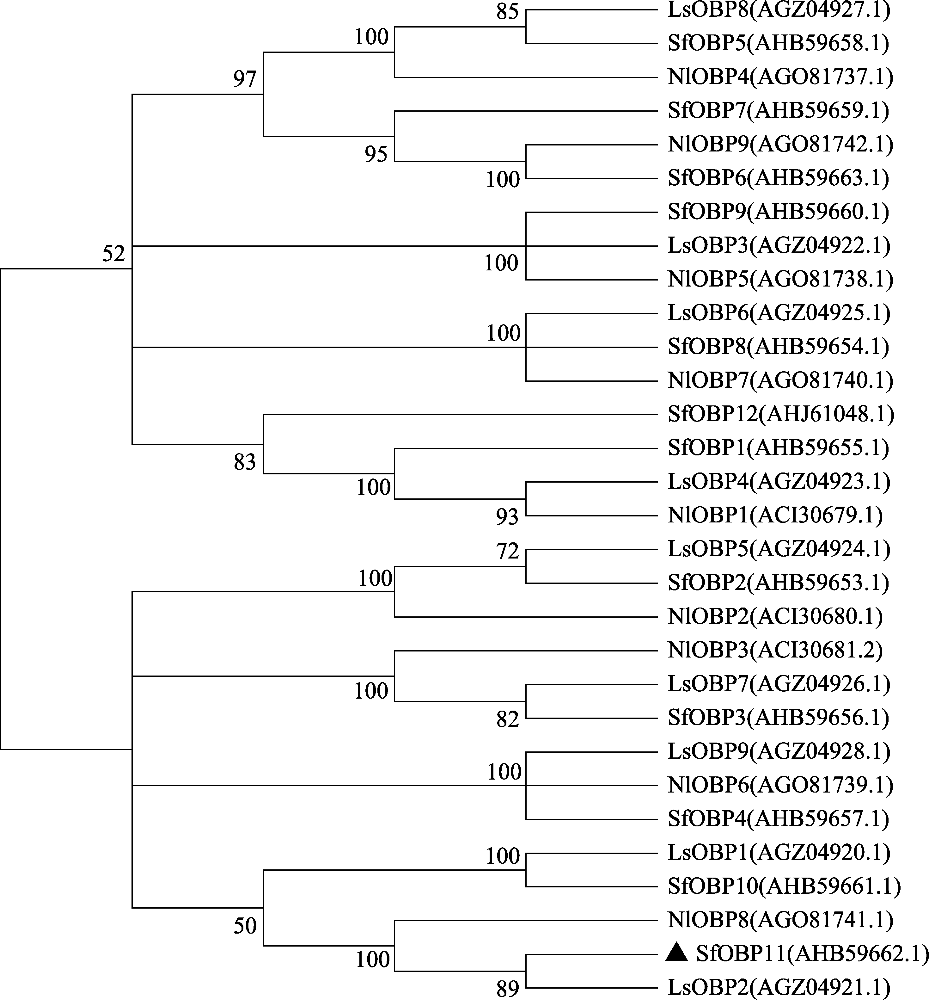 85
LsOBP8(AGZ04927.1)
100
SfOBP5(AHB59658.1)
97
NlOBP4(AGO81737.1)
SfOBP7(AHB59659.1)
95
NlOBP9(AGO81742.1)
100
SfOBP6(AHB59663.1)
SfOBP9(AHB59660.1)
52
LsOBP3(AGZ04922.1)
100
NlOBP5(AGO81738.1)
LsOBP6(AGZ04925.1)
100
SfOBP8(AHB59654.1)
NlOBP7(AGO81740.1)
SfOBP12(AHJ61048.1)
83
SfOBP1(AHB59655.1)
100
LsOBP4(AGZ04923.1)
93
NlOBP1(ACI30679.1)
72
LsOBP5(AGZ04924.1)
100
SfOBP2(AHB59653.1)
NlOBP2(ACI30680.1)
NlOBP3(ACI30681.2)
100
LsOBP7(AGZ04926.1)
82
SfOBP3(AHB59656.1)
LsOBP9(AGZ04928.1)
100
NlOBP6(AGO81739.1)
SfOBP4(AHB59657.1)
100
LsOBP1(AGZ04920.1)
SfOBP10(AHB59661.1)
50
NlOBP8(AGO81741.1)
100
▲ SfOBP11(AHB59662.1)
89
LsOBP2(AGZ04921.1)